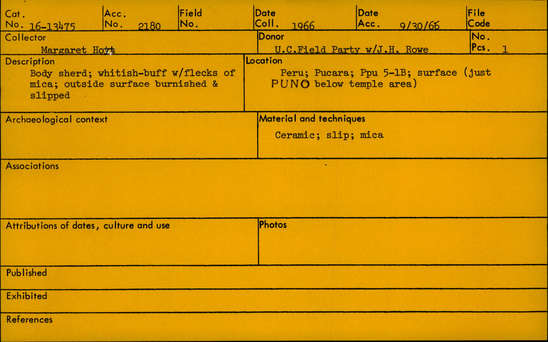 Cat. Acc. Field Date Date File
No. 16-13475 No. 2180 No. Coll. 1966 Acc. 9/30/66 Code
Collector Donor No.
Margaret U.C.Field Party w/J.H. Rowe Pcs. 1
Description Location
Body sherd; whitish-buff w/flecks of Peru; Pucara; Ppu 5-1B; surface (just
mica; outside surface burnished & PUNO below temple area)
slipped
Archaeological context Material and techniques
Ceramic; slip; mica
Associations
Attributions of dates, culture and use Photos
Published
Exhibited
References